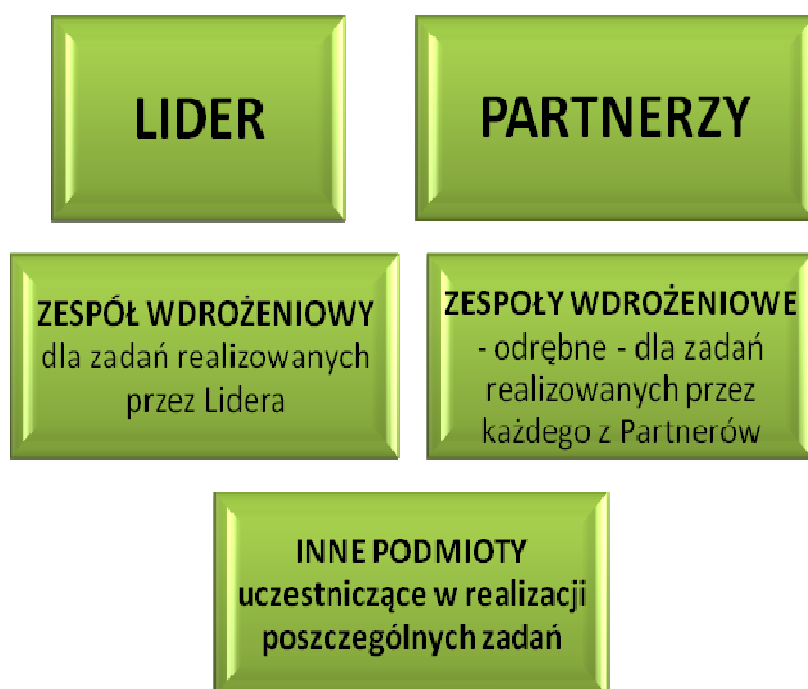 LIDER
PARTNERZY
ZESPÓŁ WDROŻENIOWY
dla zadań realizowanych
przez Lidera
ZESPOŁY WDROŻENIOWE
- odrębne - dla zadań
realizowanych przez
każdego z Partnerów
INNE PODMIOTY
uczestniczące w realizacji
poszczególnych zadań